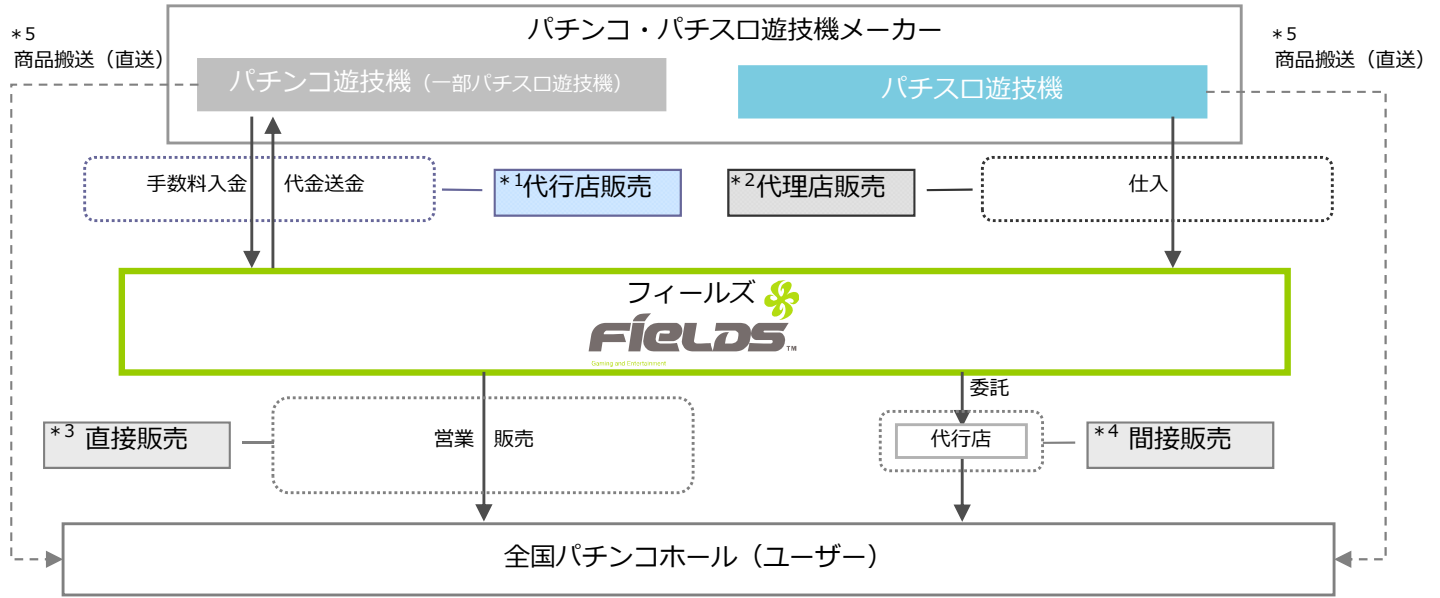 パチンコ・パチスロ遊技機メーカー
*5
商品搬送（直送）
*5
商品搬送（直送）
パチンコ遊技機（一部パチスロ遊技機）
パチスロ遊技機
手数料入金
代金送金
*1代行店販売
*2代理店販売
仕入
フィールズ
FIELDS™
Gaming and Entertainment
委託
*3 直接販売
営業
販売
代行店
*4 間接販売
全国パチンコホール（ユーザー）